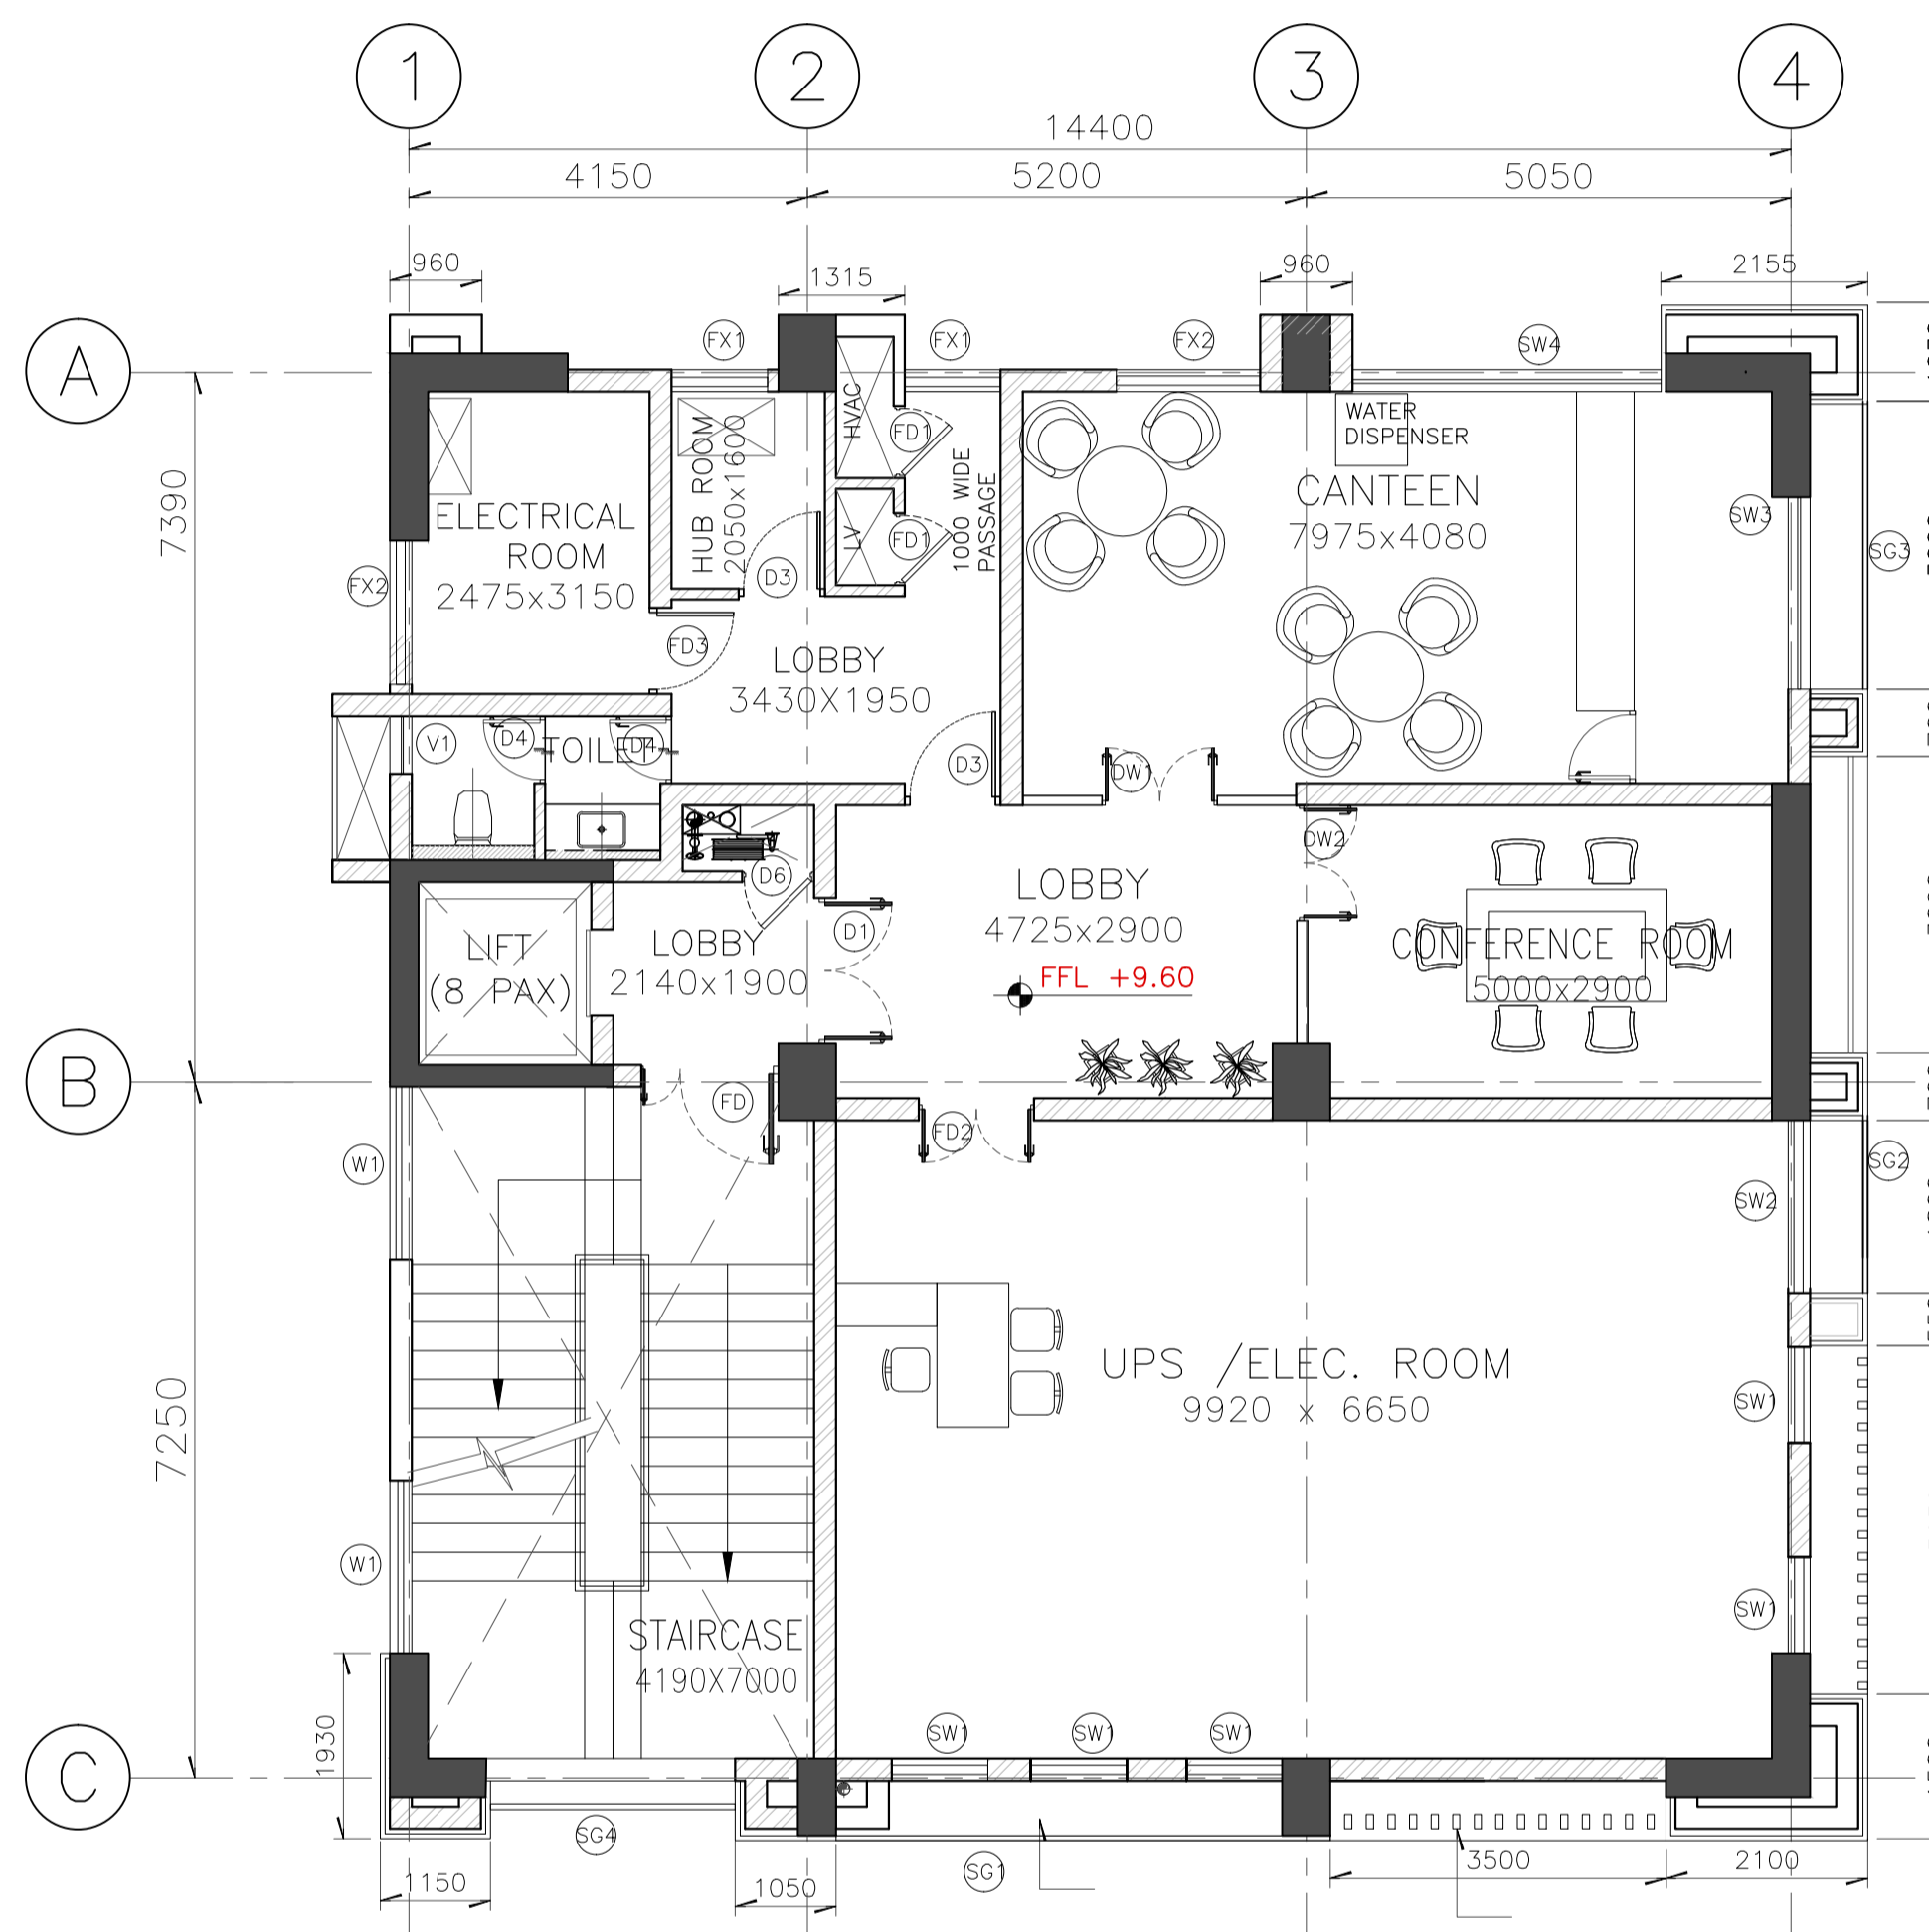 1
2
3
4
14400
4150
5200
5050
960
1315
960
2155
A
FX1
FX1
FX2
SW4
HVAC
FD1
WATER
DISPENSER
7390
HUB ROOM
2050x1600
1000 WIDE
PASSAGE
CANTEEN
7975x4080
SW3
SG3
ELECTRICAL
ROOM
2475x3150
LV
FD1
D3
FX2
FD3
LOBBY
3430X1950
V1
D4
TOILET
D4
D3
DW1
DW2
D6
LOBBY
4725x2900
D1
LIFT
(8 PAX)
LOBBY
2140x1900
FFL +9.60
CONFERENCE ROOM
5000x2900
B
FD
FD2
W1
SG2
SW2
UPS /ELEC. ROOM
9920 x 6650
SW1
7250
W1
SW1
STAIRCASE
4190X7000
1930
SW1
SW1
SW1
C
SG4
SG1
3500
2100
1150
1050